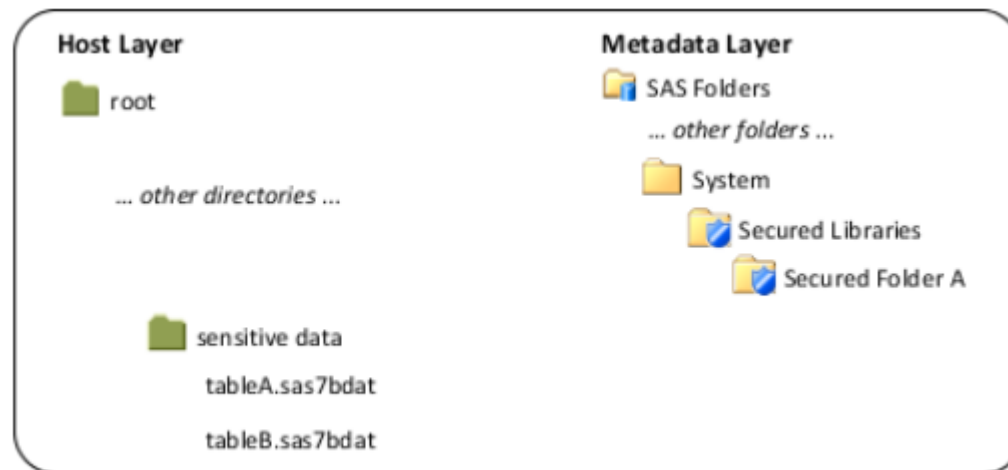 Host Layer
root
... other directories ...
sensitive data
tableA.sas7bdat
tableB.sas7bdat
Metadata Layer
SAS Folders
... other folders ...
System
Secured Libraries
Secured Folder A